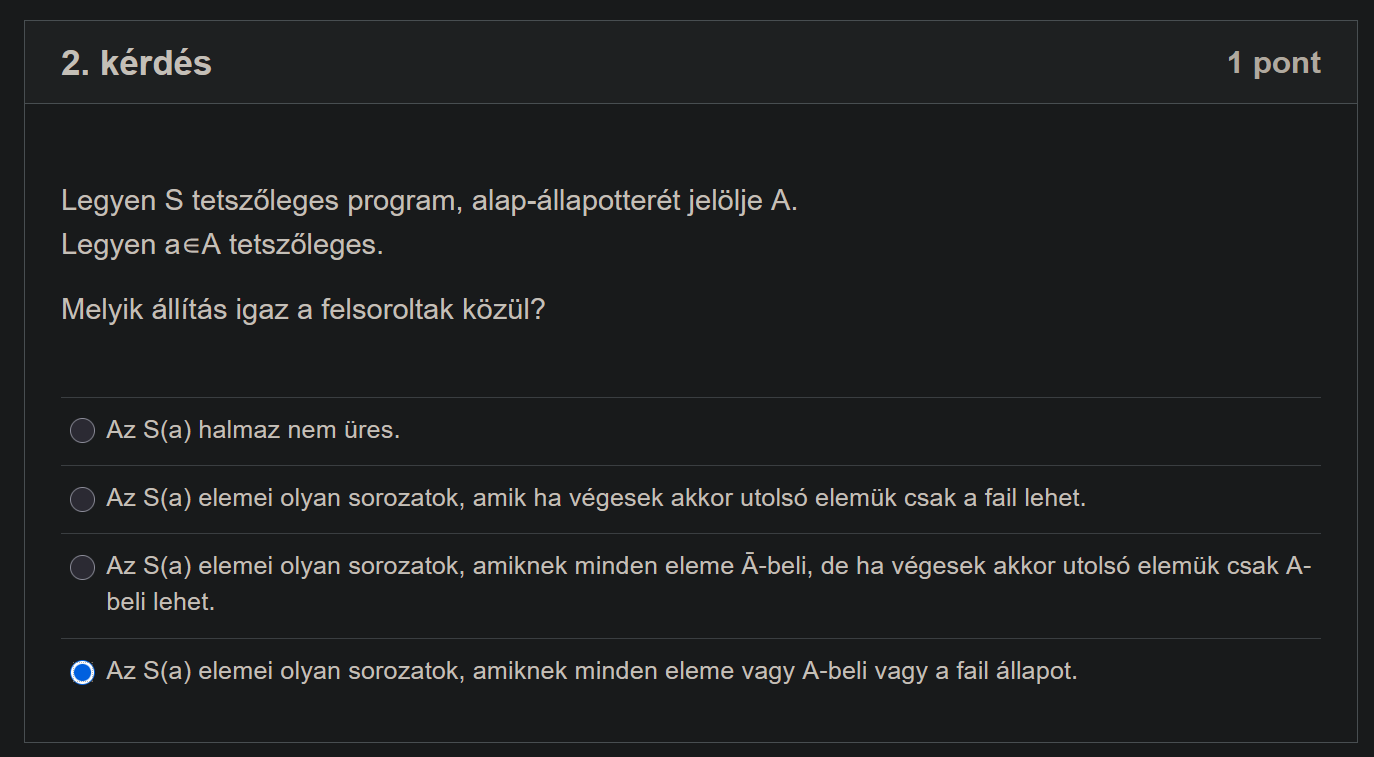 2. kérdés
1 pont
Legyen S tetszőleges program, alap-állapotterét jelölje A.
Legyen a∈A tetszőleges.
Melyik állítás igaz a felsoroltak közül?
Az S(a) halmaz nem üres.
Az S(a) elemei olyan sorozatok, amik ha végesek akkor utolsó elemük csak a fail lehet.
Az S(a) elemei olyan sorozatok, amiknek minden eleme Ā-beli, de ha végesek akkor utolsó elemük csak A-
beli lehet.
Az S(a) elemei olyan sorozatok, amiknek minden eleme vagy A-beli vagy a fail állapot.